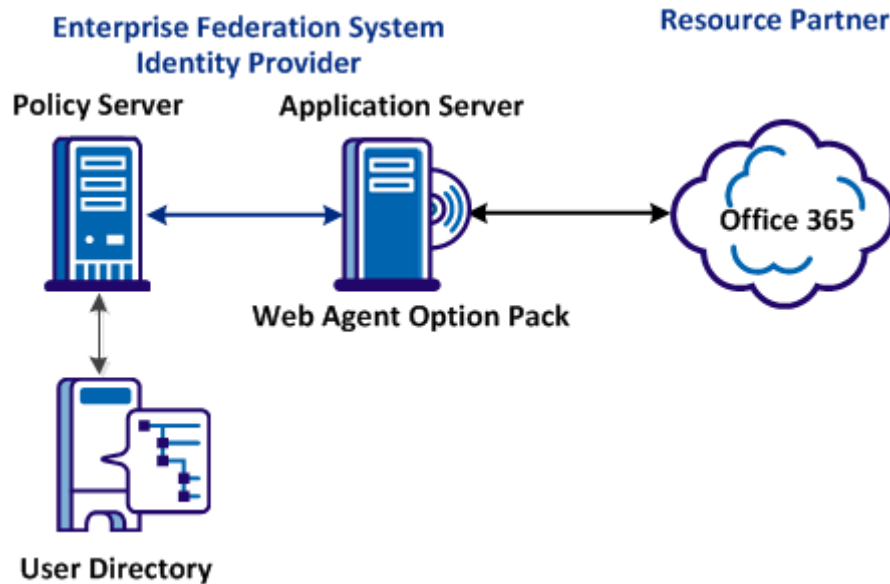 Enterprise Federation System
Identity Provider
Resource Partner
Policy Server
Application Server
Office 365
Web Agent Option Pack
User Directory